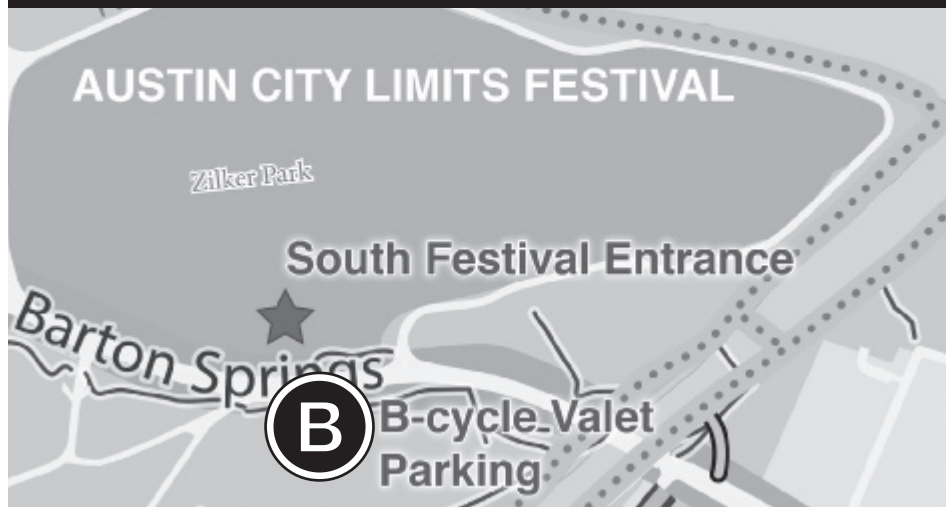 AUSTIN CITY LIMITS FESTIVAL
Zilker Park
South Festival Entrance
Barton Springs
B
B-cycle Valet
Parking